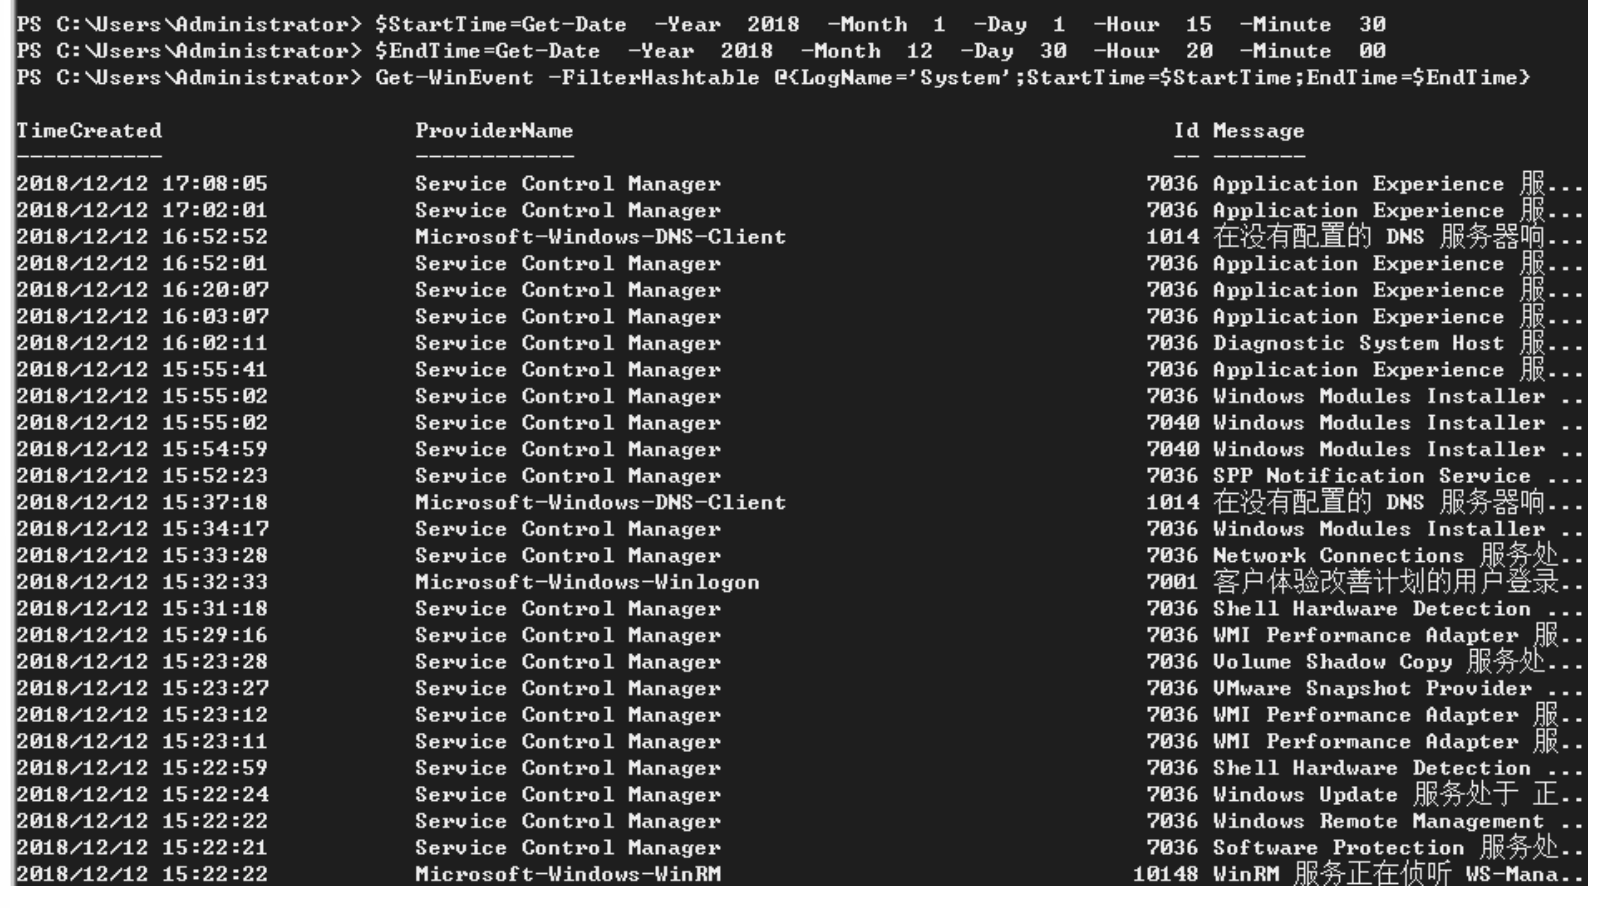 PS C:\Users\Administrator> $StartTime=Get-Date  -Year  2018  -Month  1  -Day  1  -Hour  15  -Minute  30
PS C:\Users\Administrator> $EndTime=Get-Date  -Year  2018  -Month  12  -Day  30  -Hour  20  -Minute  00
PS C:\Users\Administrator> Get-WinEvent -FilterHashtable @{LogName='System';StartTime=$StartTime;EndTime=$EndTime}
TimeCreated ProviderName Id Message
----------- ------------ -- -------
2018/12/12 17:08:05 Service Control Manager 7036 Application Experience 服...
2018/12/12 17:02:01 Service Control Manager 7036 Application Experience 服...
2018/12/12 16:52:52 Microsoft-Windows-DNS-Client 1014 在没有配置的 DNS 服务器响...
2018/12/12 16:52:01 Service Control Manager 7036 Application Experience 服...
2018/12/12 16:20:07 Service Control Manager 7036 Application Experience 服...
2018/12/12 16:03:07 Service Control Manager 7036 Application Experience 服...
2018/12/12 16:02:11 Service Control Manager 7036 Diagnostic System Host 服...
2018/12/12 15:55:41 Service Control Manager 7036 Application Experience 服...
2018/12/12 15:55:02 Service Control Manager 7036 Windows Modules Installer ..
2018/12/12 15:55:02 Service Control Manager 7040 Windows Modules Installer ..
2018/12/12 15:54:59 Service Control Manager 7040 Windows Modules Installer ..
2018/12/12 15:52:23 Service Control Manager 7036 SPP Notification Service ...
2018/12/12 15:37:18 Microsoft-Windows-DNS-Client 1014 在没有配置的 DNS 服务器响...
2018/12/12 15:34:17 Service Control Manager 7036 Windows Modules Installer ..
2018/12/12 15:33:28 Service Control Manager 7036 Network Connections 服务处..
2018/12/12 15:32:33 Microsoft-Windows-Winlogon 7001 客户体验改善计划的用户登录..
2018/12/12 15:31:18 Service Control Manager 7036 Shell Hardware Detection ...
2018/12/12 15:29:16 Service Control Manager 7036 WMI Performance Adapter 服..
2018/12/12 15:23:28 Service Control Manager 7036 Volume Shadow Copy 服务处...
2018/12/12 15:23:27 Service Control Manager 7036 VMware Snapshot Provider ...
2018/12/12 15:23:12 Service Control Manager 7036 WMI Performance Adapter 服..
2018/12/12 15:23:11 Service Control Manager 7036 WMI Performance Adapter 服..
2018/12/12 15:22:59 Service Control Manager 7036 Shell Hardware Detection ...
2018/12/12 15:22:24 Service Control Manager 7036 Windows Update 服务处于 正..
2018/12/12 15:22:22 Service Control Manager 7036 Windows Remote Management ..
2018/12/12 15:22:21 Service Control Manager 7036 Software Protection 服务处..
2018/12/12 15:22:22 Microsoft-Windows-WinRM 10148 WinRM 服务正在侦听 WS-Mana..